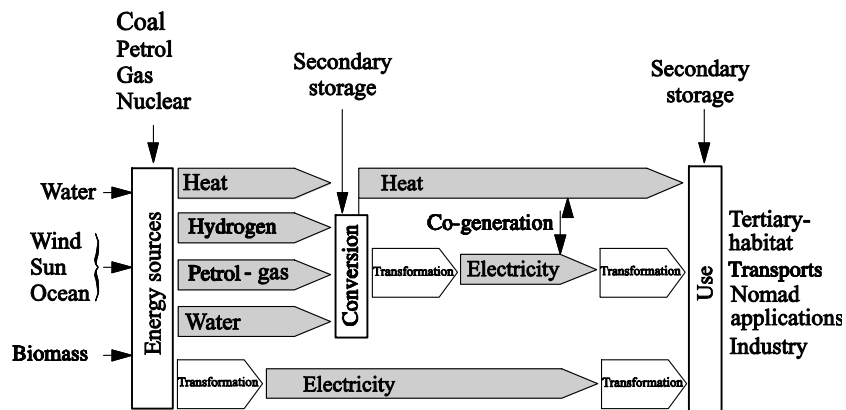 Coal
Petrol
Gas
Nuclear
Secondary
storage
Secondary
storage
Water
Wind
Sun
Ocean
Biomass
Energy sources
Heat
Hydrogen
Petrol - gas
Water
Conversion
Heat
Co-generation
Transformation
Electricity
Transformation
Transformation
Electricity
Transformation
Use
Tertiary-
habitat
Transports
Nomad
applications
Industry